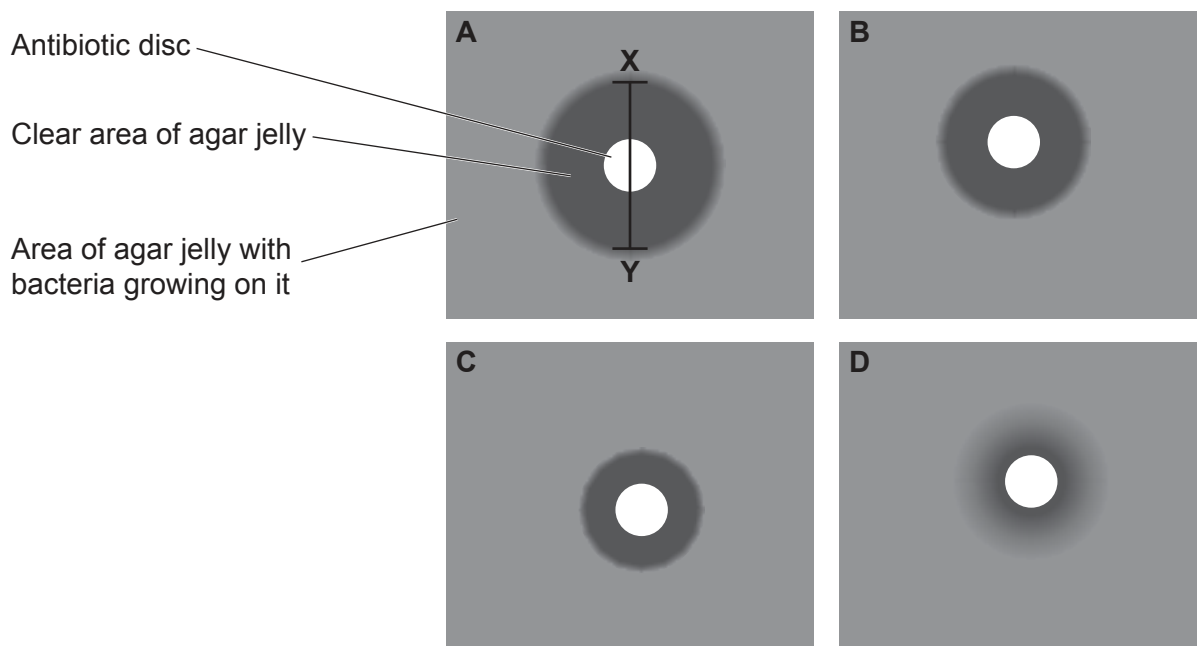 Antibiotic disc
Clear area of agar jelly
Area of agar jelly with
bacteria growing on it
A
X
Y
B
C
D